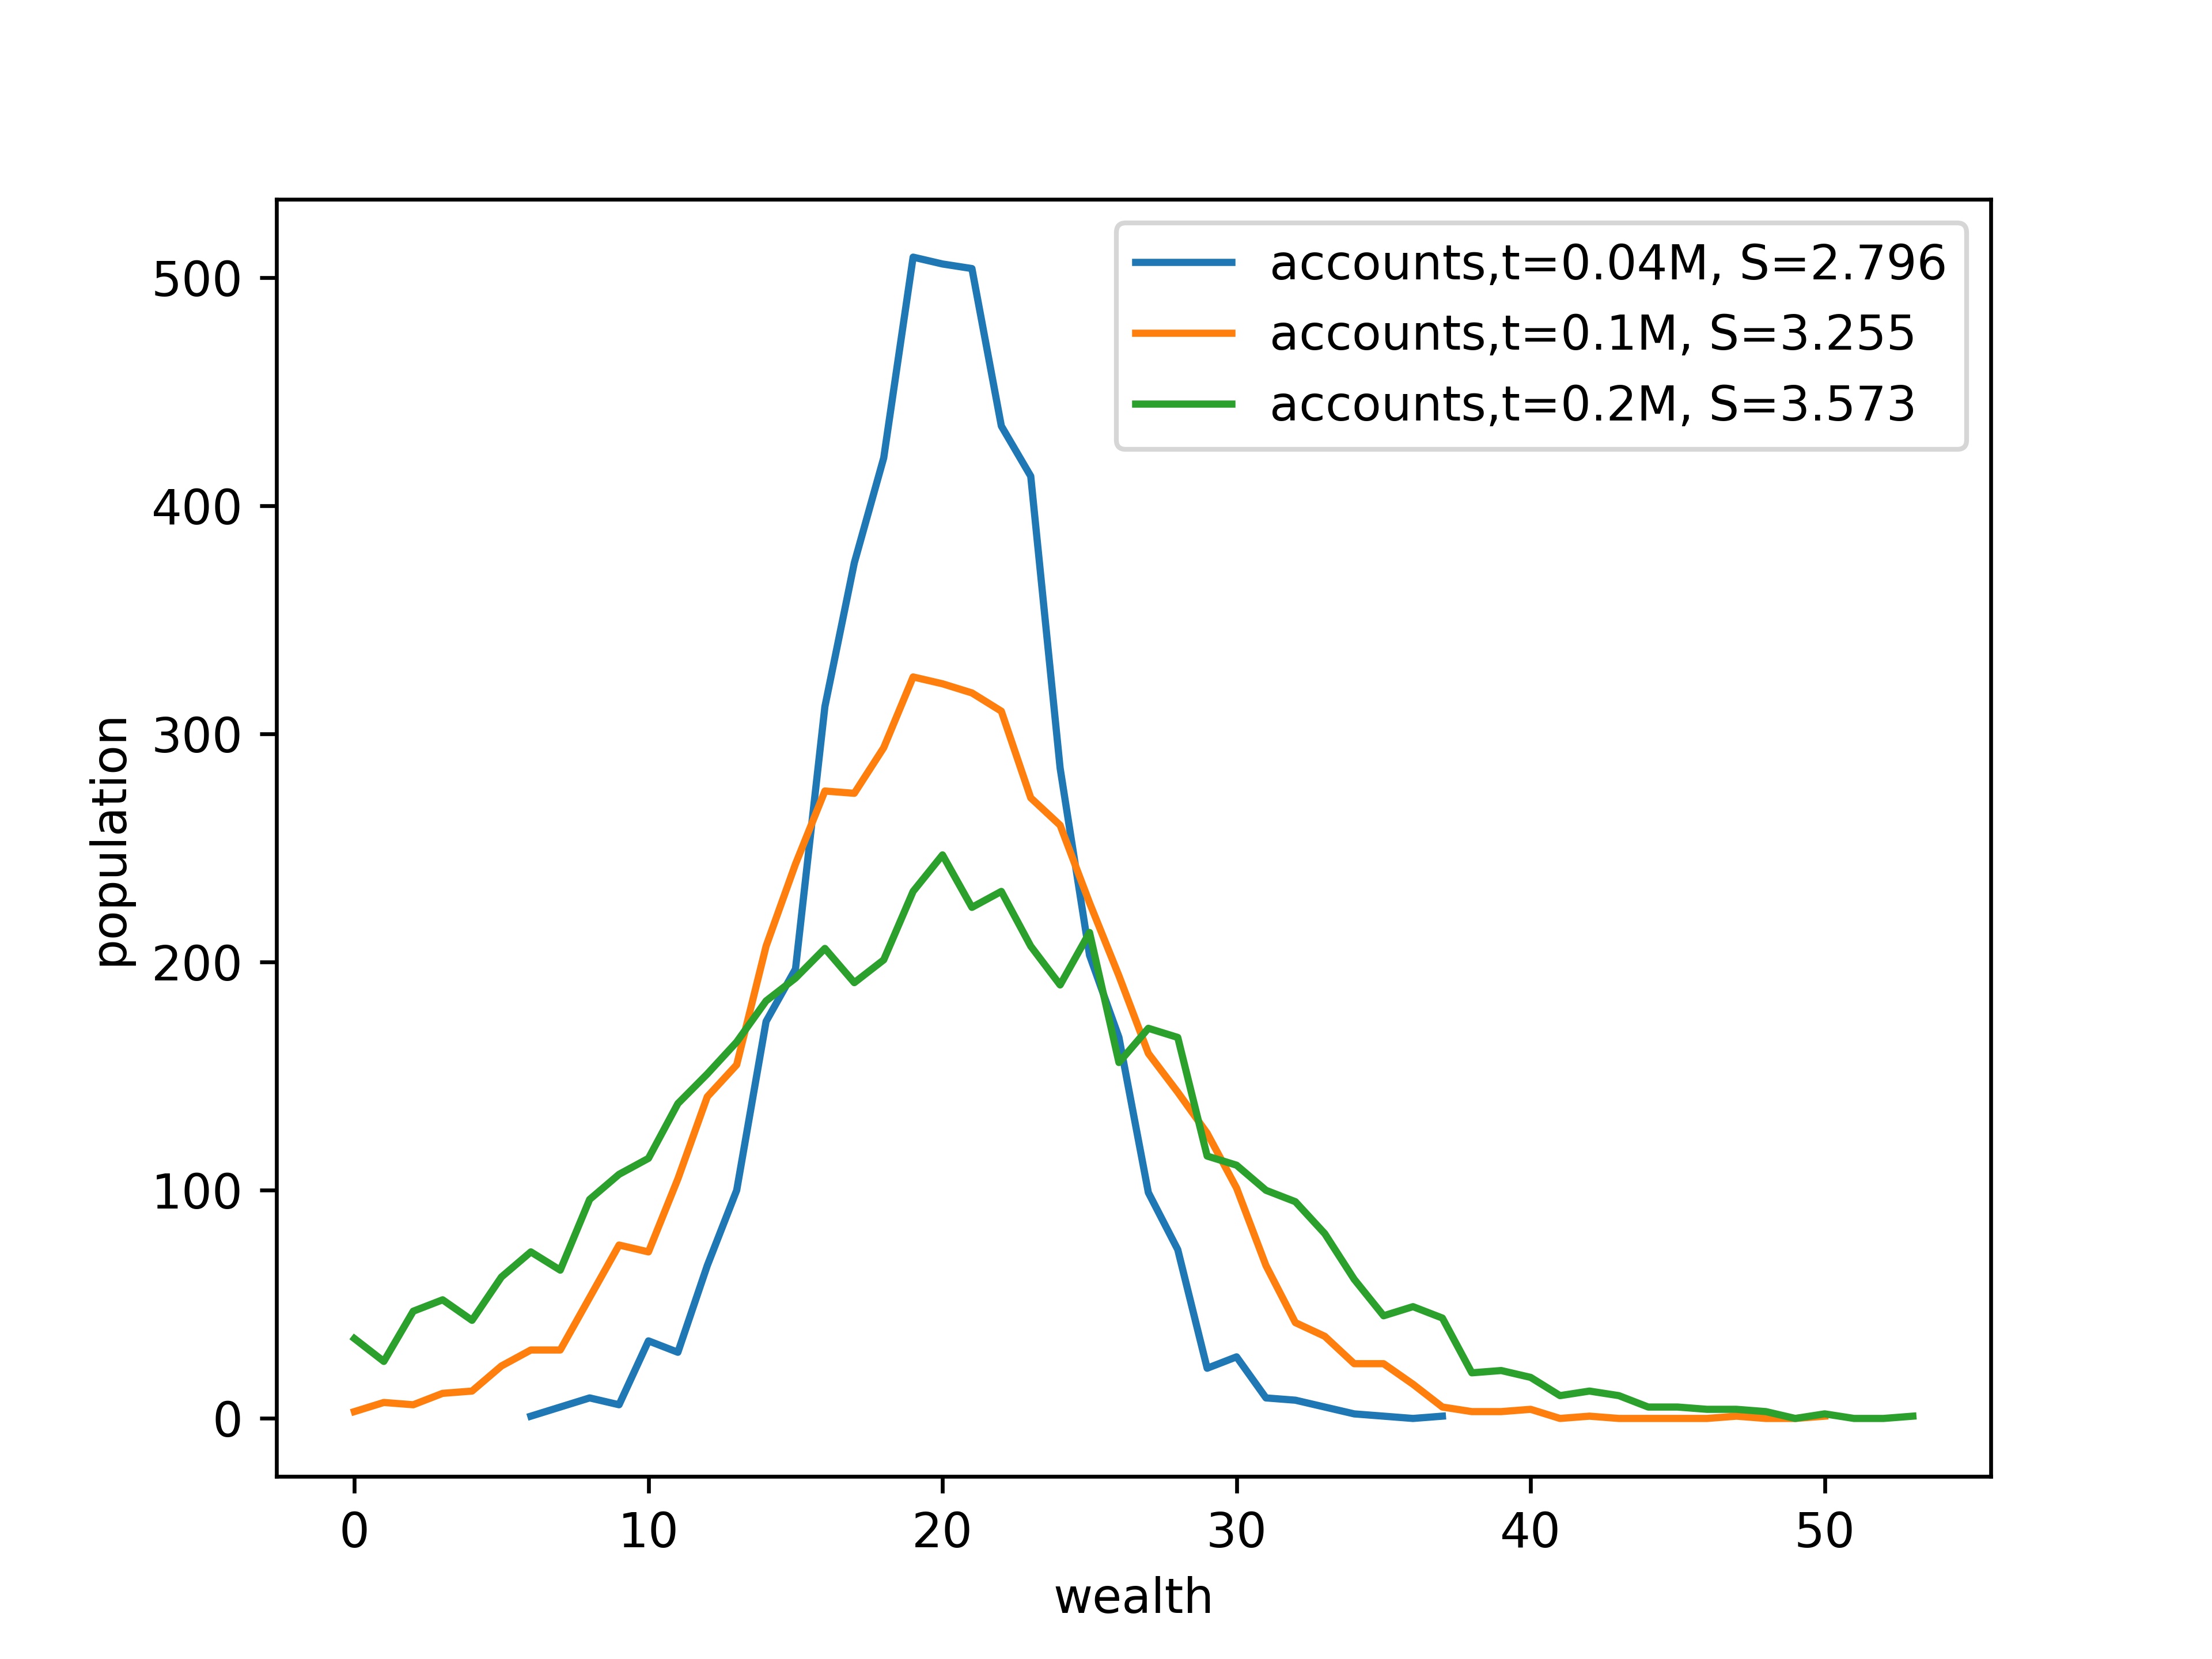 accounts,t=0.04M, S=2.796
accounts,t=0.1M, S=3.255
accounts,t=0.2M, S=3.573
500
400
300
200
100
0
population
0 10 20 30 40 50
wealth